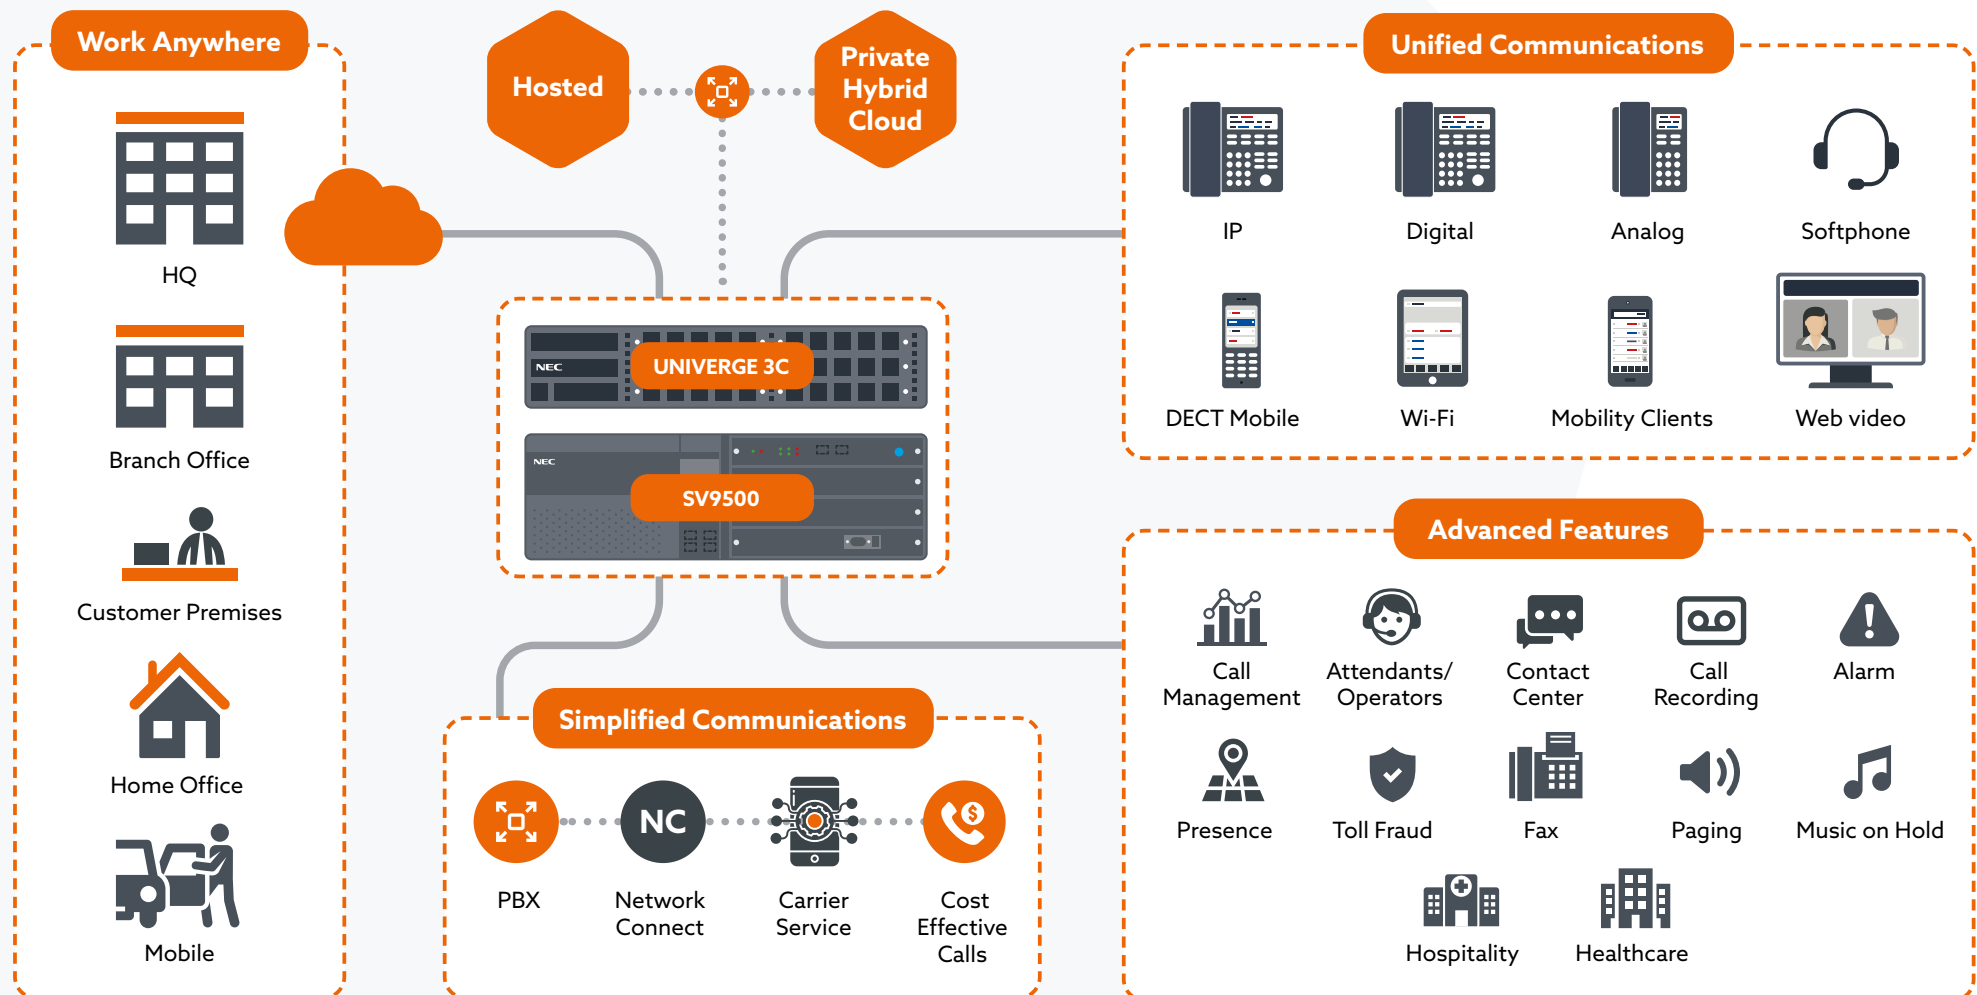 Work Anywhere
HQ
Branch Office
Customer Premises
Home Office
Mobile
Hosted
Private
Hybrid
Cloud
NEC
UNIVERGE 3C
NEC
SV9500
Simplified Communications
PBX
NC
Network
Connect
Carrier
Service
$
Cost
Effective
Calls
Unified Communications
IP
Digital
Analog
Softphone
DECT Mobile
Wi-Fi
Mobility Clients
Web video
Advanced Features
Call
Management
Attendants/
Operators
Contact
Center
Call
Recording
Alarm
Presence
Toll Fraud
Fax
Paging
Music on Hold
Hospitality
Healthcare